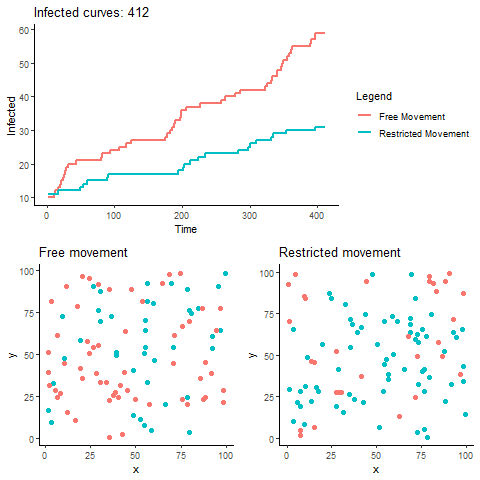 Infected curves: 412
Infected
60
50
40
30
20
10
0
100
200
300
400
Time
Legend
Free Movement
Restricted Movement
Free movement
y
100
75
50
25
0
0
25
50
75
100
x
Restricted movement
y
100
75
50
25
0
0
25
50
75
100
x